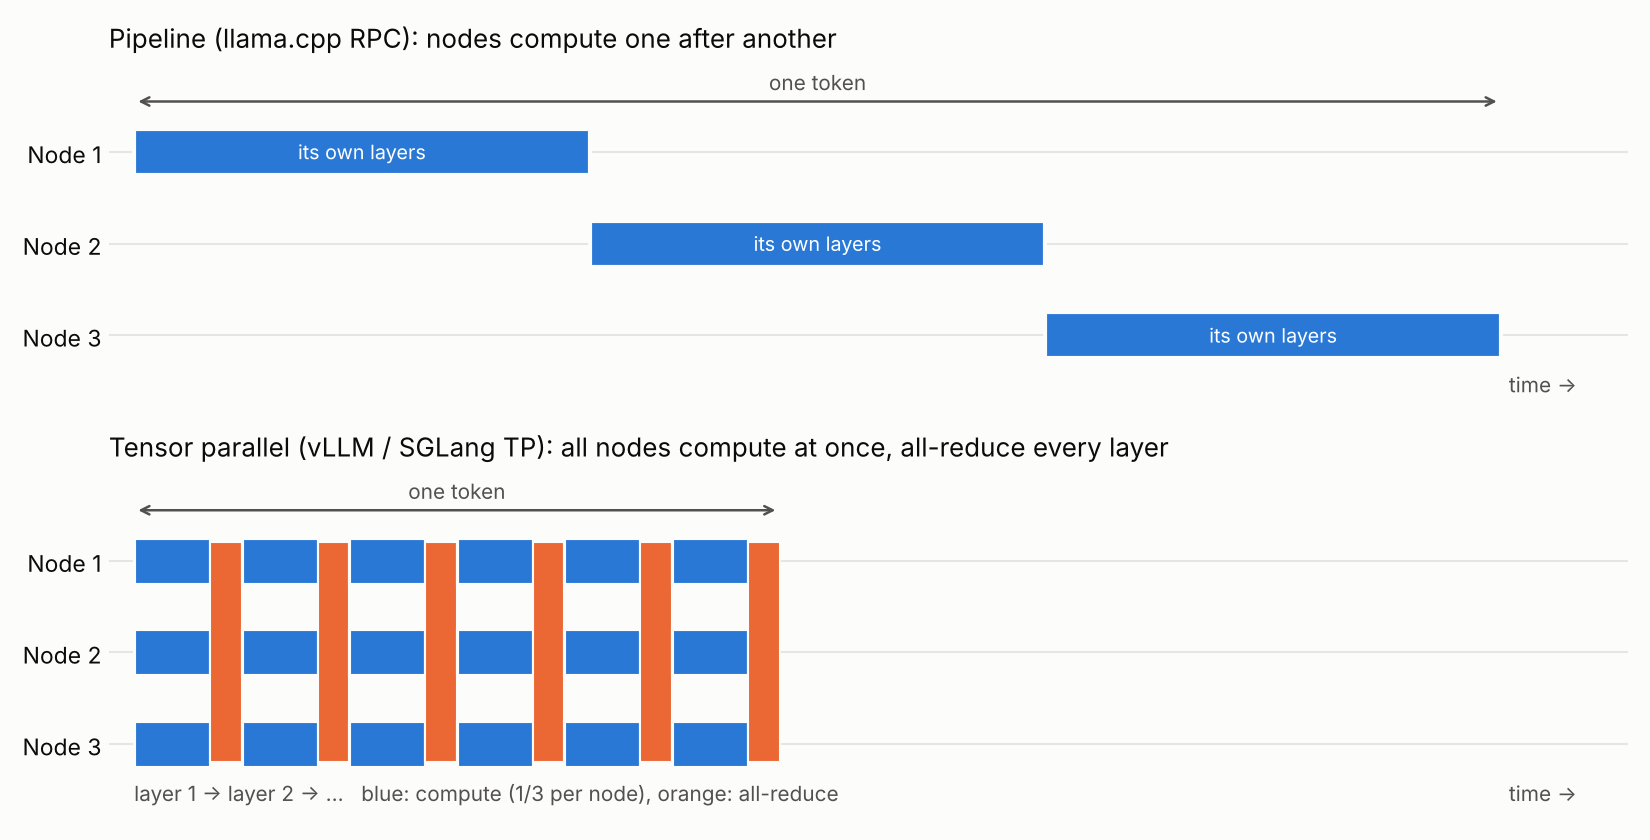 Pipeline (llama.cpp RPC): nodes compute one after another
one token
Node 1
its own layers
Node 2
its own layers
Node 3
its own layers
time →
Tensor parallel (vLLM / SGLang TP): all nodes compute at once, all-reduce every layer
one token
Node 1
Node 2
Node 3
layer 1 → layer 2 → ... blue: compute (1/3 per node), orange: all-reduce
time →